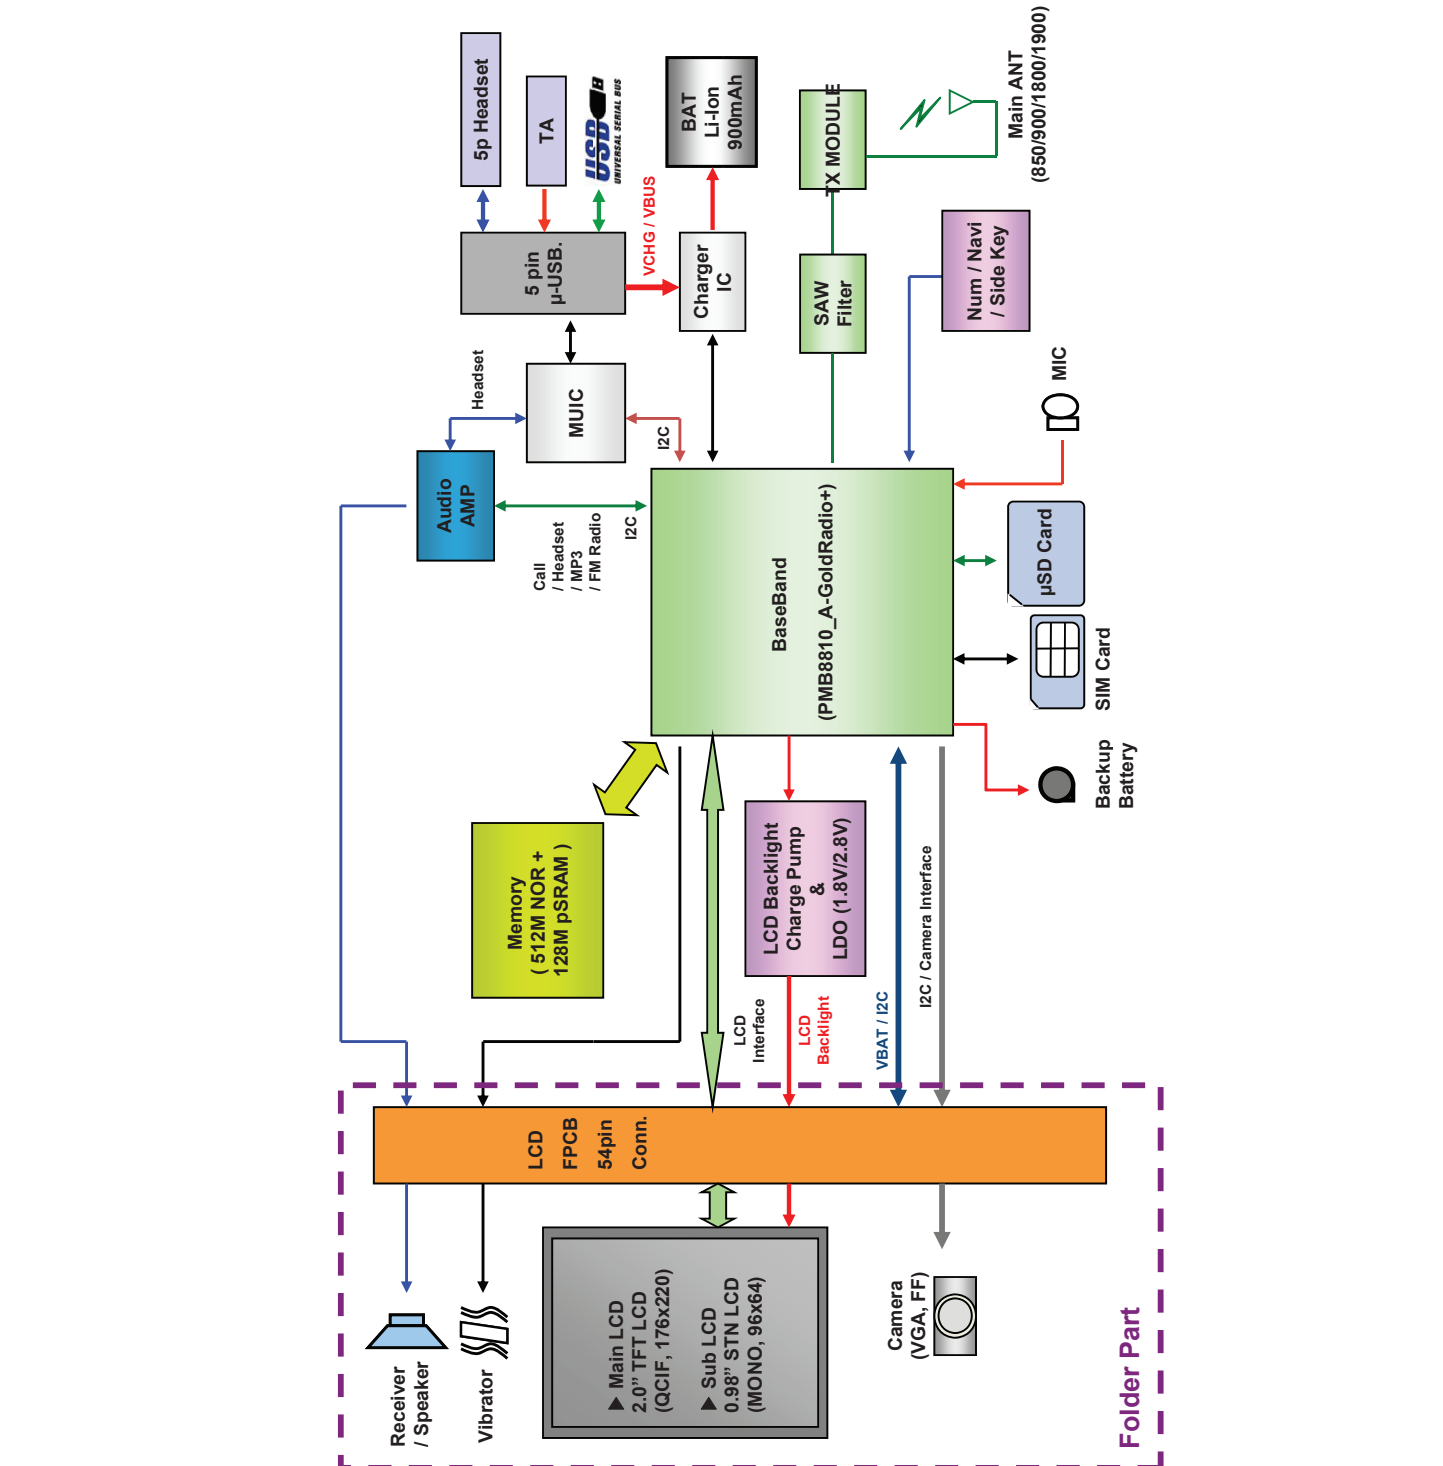 5p Headset
TA
USB
UNIVERSAL SERIAL BUS
BAT
Li-Ion
900mAh
TX MODULE
Main ANT
(850/900/1800/1900)
5 pin
µ-USB.
VCHG / VBUS
Charger
IC
SAW
Filter
Num / Navi
/ Side Key
Headset
MUIC
I2C
MIC
Audio
AMP
Call
/ Headset
/ MP3
/ FM Radio
I2C
BaseBand
(PMB8810_A-GoldRadio+)
µSD Card
SIM Card
Backup
Battery
Memory
( 512M NOR +
128M pSRAM )
LCD Backlight
Charge Pump
&
LDO (1.8V/2.8V)
LCD
Interface
LCD
Backlight
VBAT / I2C
I2C / Camera Interface
LCD
FPCB
54pin
Conn.
Receiver
/ Speaker
Vibrator
▶ Main LCD
2.0” TFT LCD
(QCIF, 176x220)
▶ Sub LCD
0.98” STN LCD
(MONO, 96x64)
Camera
(VGA, FF)
Folder Part